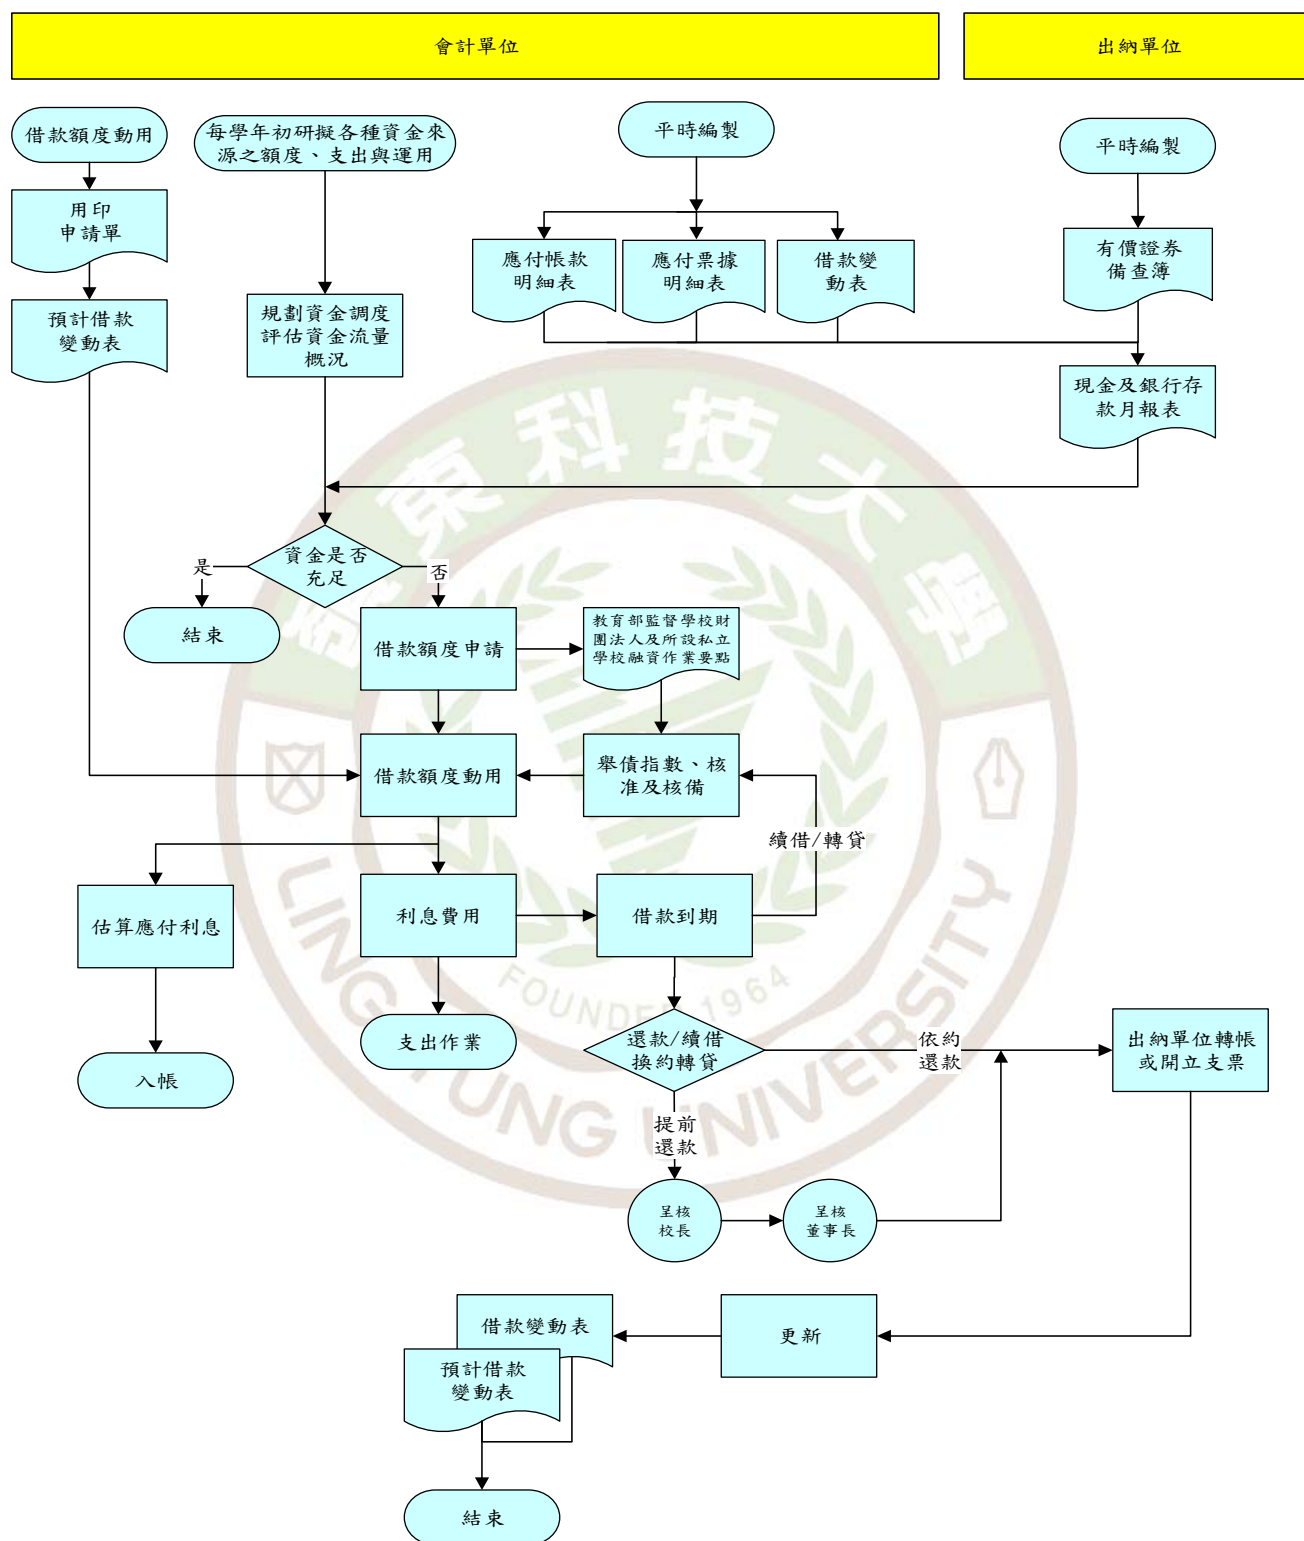 會計單位
出納單位
借款額度動用
每學年初研擬各種資金來
源之額度、支出與運用
平時編製
平時編製
用印
申請單
應付帳款
明細表
應付票據
明細表
借款變
動表
有價證券
備查簿
預計借款
變動表
規劃資金調度
評估資金流量
概況
現金及銀行存
款月報表
資金是否
充足
是
否
結束
借款額度申請
教育部監督學校財
團法人及所設私立
學校融資作業要點
借款額度動用
舉債指數、核
准及核備
續借/轉貸
估算應付利息
利息費用
借款到期
支出作業
入帳
還款/續借
換約轉貸
依約
還款
出納單位轉帳
或開立支票
提前
還款
呈核
校長
呈核
董事長
借款變動表
更新
預計借款
變動表
結束
嶺東科技大學
LING TUNG UNIVERSITY
FOUNDED 1964